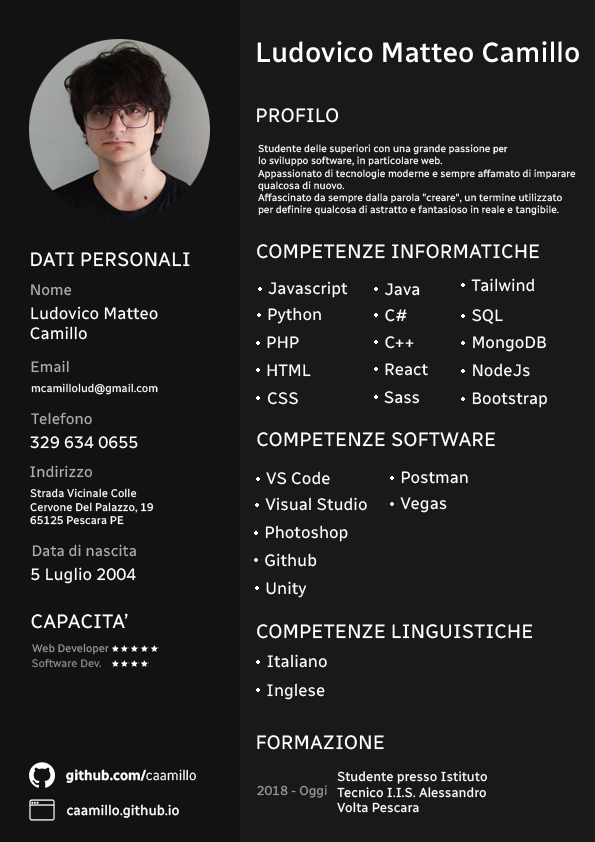 Ludovico Matteo Camillo
DATI PERSONALI
Nome
Ludovico Matteo
Camillo
Email
mcamillolud@gmail.com
Telefono
329 634 0655
Indirizzo
Strada Vicinale Colle
Cervone Del Palazzo, 19
65125 Pescara PE
Data di nascita
5 Luglio 2004
CAPACITA'
Web Developer ★★★★★
Software Dev. ★★★★
github.com/caamillo
caamillo.github.io
PROFILO
Studente delle superiori con una grande passione per
lo sviluppo software, in particolare web.
Appassionato di tecnologie moderne e sempre affamato di imparare
qualcosa di nuovo.
Affascinato da sempre dalla parola "creare", un termine utilizzato
per definire qualcosa di astratto e fantasioso in reale e tangibile.
COMPETENZE INFORMATICHE
• Javascript
• Python
• PHP
• HTML
• CSS
• Java
• C#
• C++
• React
• Sass
• Tailwind
• SQL
• MongoDB
• NodeJs
• Bootstrap
COMPETENZE SOFTWARE
• VS Code
• Visual Studio
• Photoshop
• Github
• Unity
• Postman
• Vegas
COMPETENZE LINGUISTICHE
• Italiano
• Inglese
FORMAZIONE
2018 - Oggi
Studente presso Istituto
Tecnico I.I.S. Alessandro
Volta Pescara